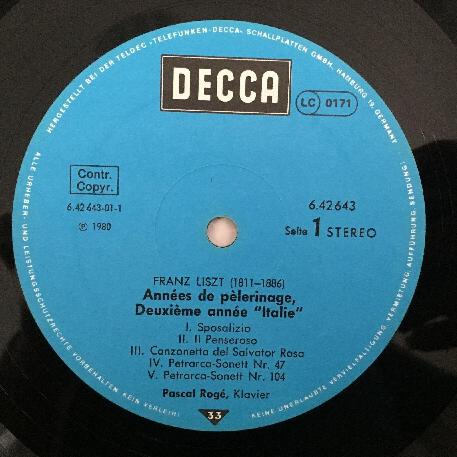 HERGESTELLT BEI DER TELDEC »TELEFUNKEN-DECCA« SCHALLPLATTEN GMBH, HAMBURG 19, GERMANY
DECCA
LC 0171
Contr.
Copyr.
6.42 643-01-1
℗ 1980
6.42643
Seite 1 STEREO
FRANZ LISZT (1811–1886)
Années de pèlerinage,
Deuxième année "Italie"
I. Sposalizio
II. Il Penseroso
III. Canzonetta del Salvator Rosa
IV. Petrarca-Sonett Nr. 47
V. Petrarca-Sonett Nr. 104
Pascal Rogé, Klavier
33
ALLE URHEBER- UND LEISTUNGSSCHUTZRECHTE VORBEHALTEN KEIN VERLEIH!
KEINE UNERLAUBTE VERVIELFÄLTIGUNG VERMIETUNG AUFFÜHRUNG SENDUNG!